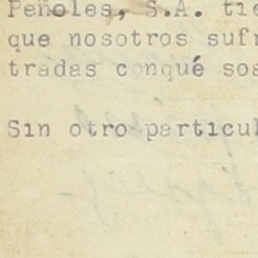 Peñoles, S.A. tie
que nosotros sufr
tradas conqué sos
Sin otro particul